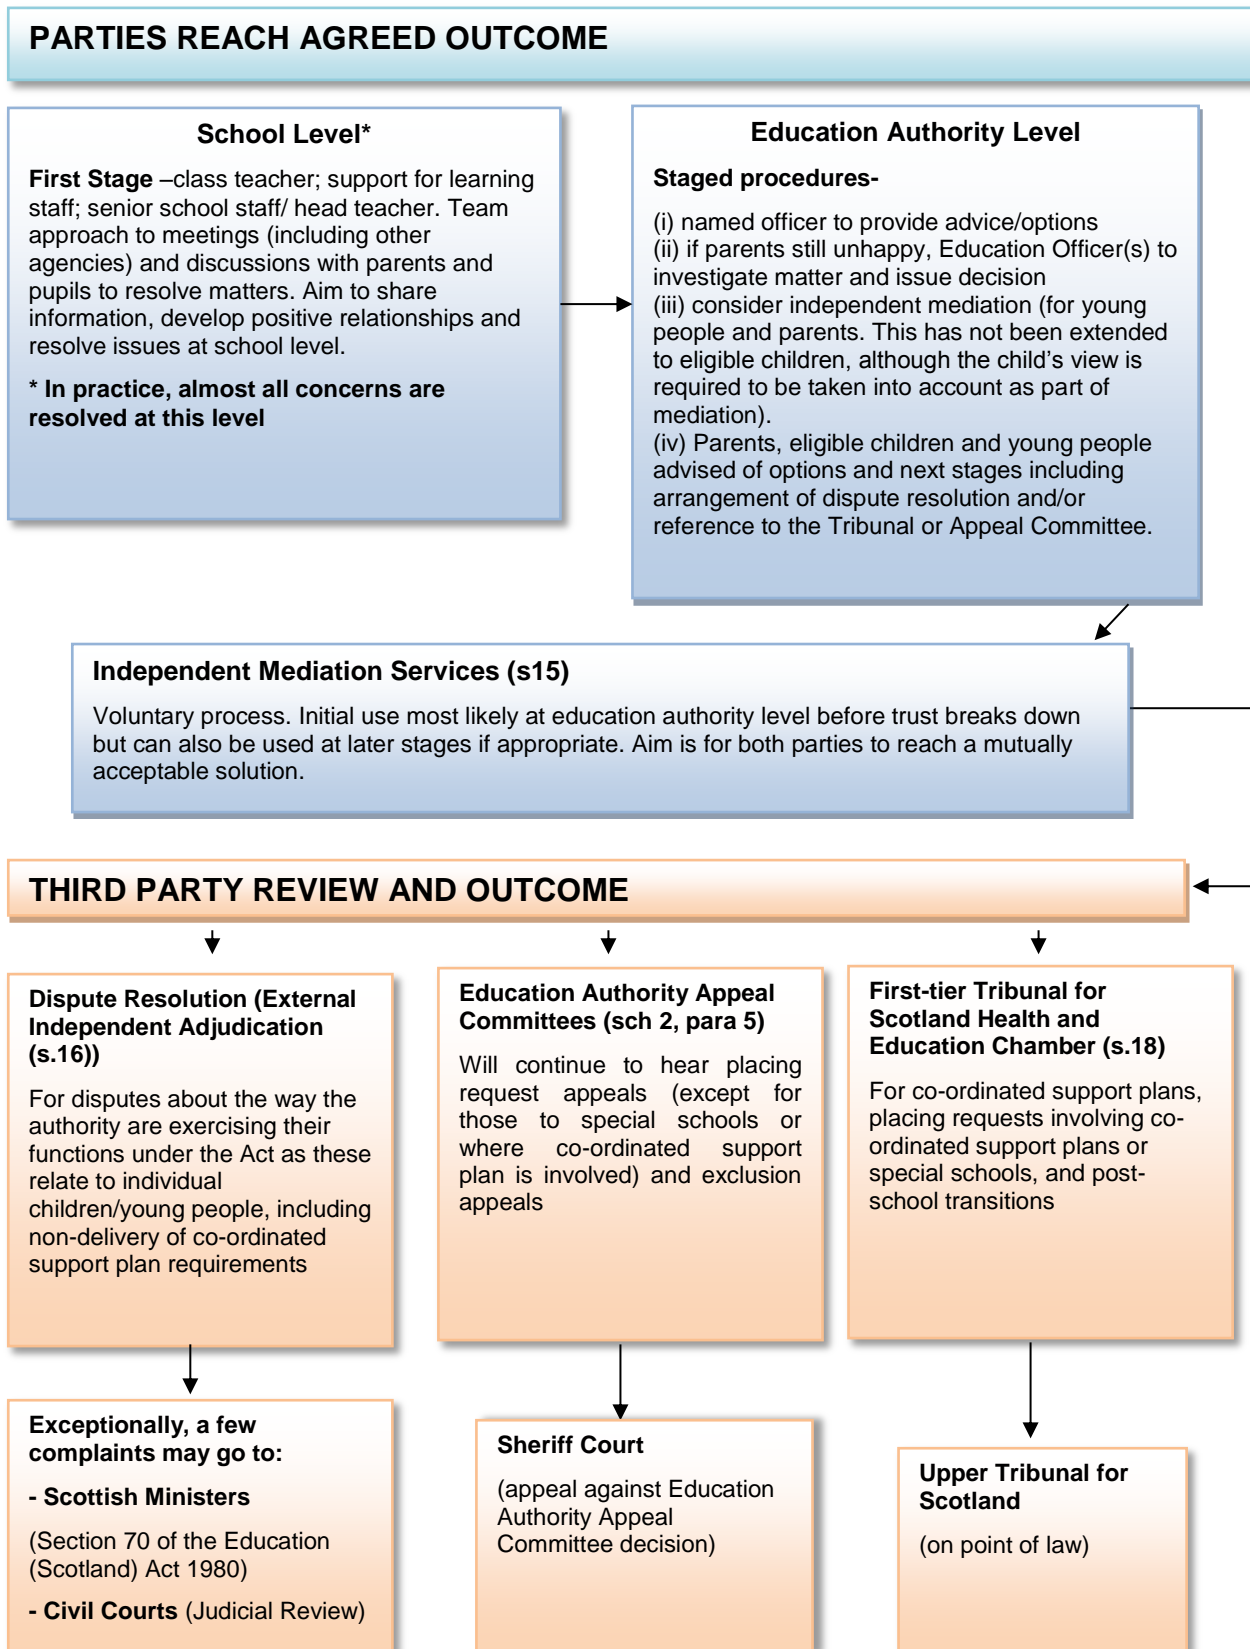 PARTIES REACH AGREED OUTCOME
School Level*
First Stage –class teacher; support for learning
staff; senior school staff/ head teacher. Team
approach to meetings (including other
agencies) and discussions with parents and
pupils to resolve matters. Aim to share
information, develop positive relationships and
resolve issues at school level.
* In practice, almost all concerns are
resolved at this level
Education Authority Level
Staged procedures-
(i) named officer to provide advice/options
(ii) if parents still unhappy, Education Officer(s) to
investigate matter and issue decision
(iii) consider independent mediation (for young
people and parents. This has not been extended
to eligible children, although the child’s view is
required to be taken into account as part of
mediation).
(iv) Parents, eligible children and young people
advised of options and next stages including
arrangement of dispute resolution and/or
reference to the Tribunal or Appeal Committee.
Independent Mediation Services (s15)
Voluntary process. Initial use most likely at education authority level before trust breaks down
but can also be used at later stages if appropriate. Aim is for both parties to reach a mutually
acceptable solution.
THIRD PARTY REVIEW AND OUTCOME
Dispute Resolution (External
Independent Adjudication
(s.16))
For disputes about the way the
authority are exercising their
functions under the Act as these
relate to individual
children/young people, including
non-delivery of co-ordinated
support plan requirements
Education Authority Appeal
Committees (sch 2, para 5)
Will continue to hear placing
request appeals (except for
those to special schools or
where co-ordinated support
plan is involved) and exclusion
appeals
First-tier Tribunal for
Scotland Health and
Education Chamber (s.18)
For co-ordinated support plans,
placing requests involving co-
ordinated support plans or
special schools, and post-
school transitions
Exceptionally, a few
complaints may go to:
- Scottish Ministers
(Section 70 of the Education
(Scotland) Act 1980)
- Civil Courts (Judicial Review)
Sheriff Court
(appeal against Education
Authority Appeal
Committee decision)
Upper Tribunal for
Scotland
(on point of law)